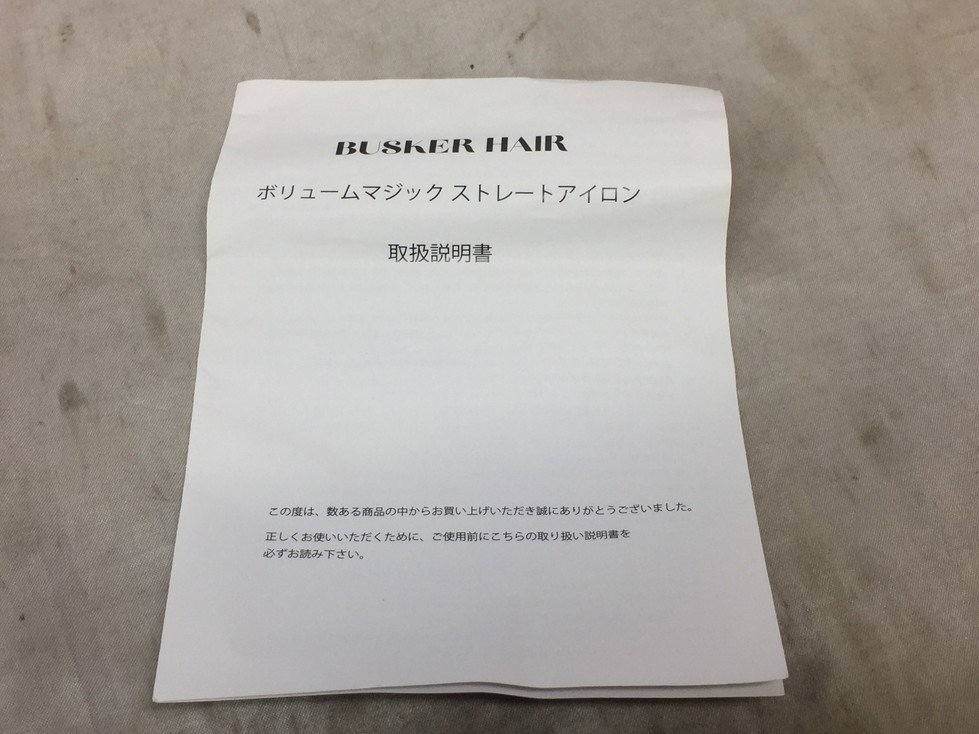 BUSKER HAIR
ボリュームマジック ストレートアイロン
取扱説明書
この度は、数ある商品の中からお買い上げいただき誠にありがとうございました。
正しくお使いいただくために、ご使用前にこちらの取り扱い説明書を
必ずお読み下さい。